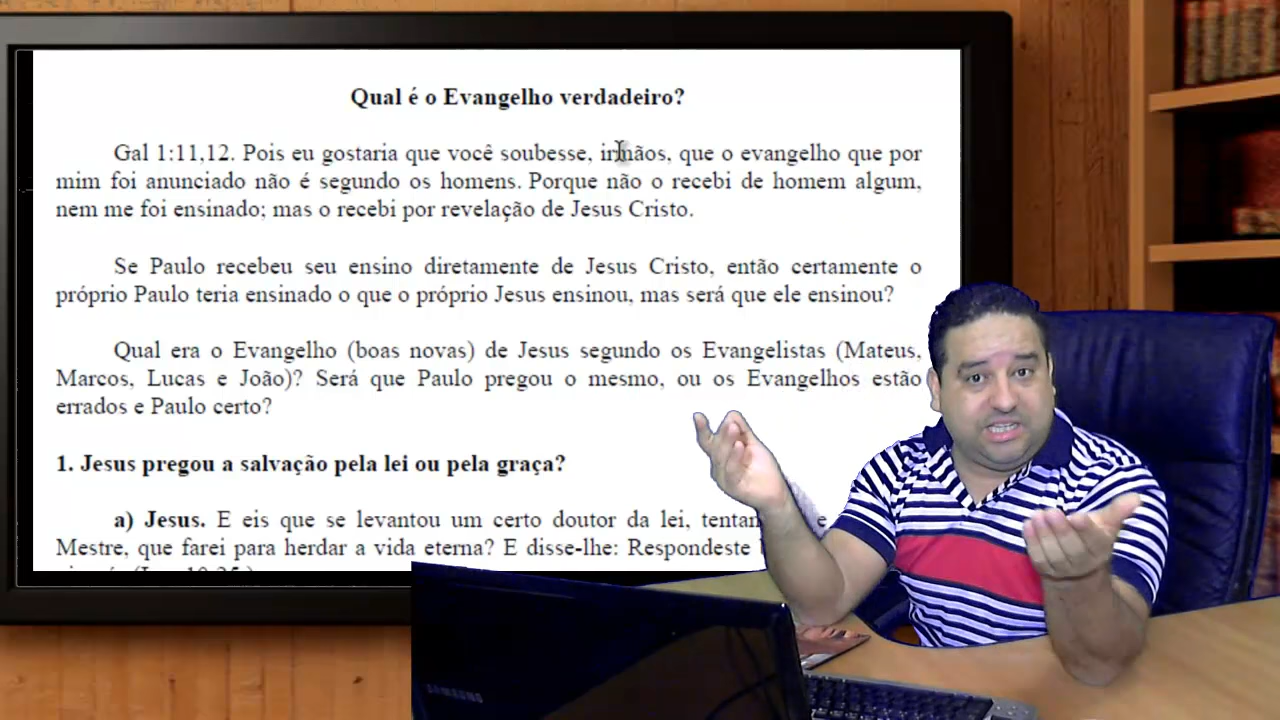 Qual é o Evangelho verdadeiro?
Gal 1:11,12. Pois eu gostaria que você soubesse, irmãos, que o evangelho que por
mim foi anunciado não é segundo os homens. Porque não o recebi de homem algum,
nem me foi ensinado; mas o recebi por revelação de Jesus Cristo.
Se Paulo recebeu seu ensino diretamente de Jesus Cristo, então certamente o
próprio Paulo teria ensinado o que o próprio Jesus ensinou, mas será que ele ensinou?
Qual era o Evangelho (boas novas) de Jesus segundo os Evangelistas (Mateus,
Marcos, Lucas e João)? Será que Paulo pregou o mesmo, ou os Evangelhos estão
errados e Paulo certo?
1. Jesus pregou a salvação pela lei ou pela graça?
a) Jesus. E eis que se levantou um certo doutor da lei, tentan e
Mestre, que farei para herdar a vida eterna? E disse-lhe: Respondeste
SAMSUNG